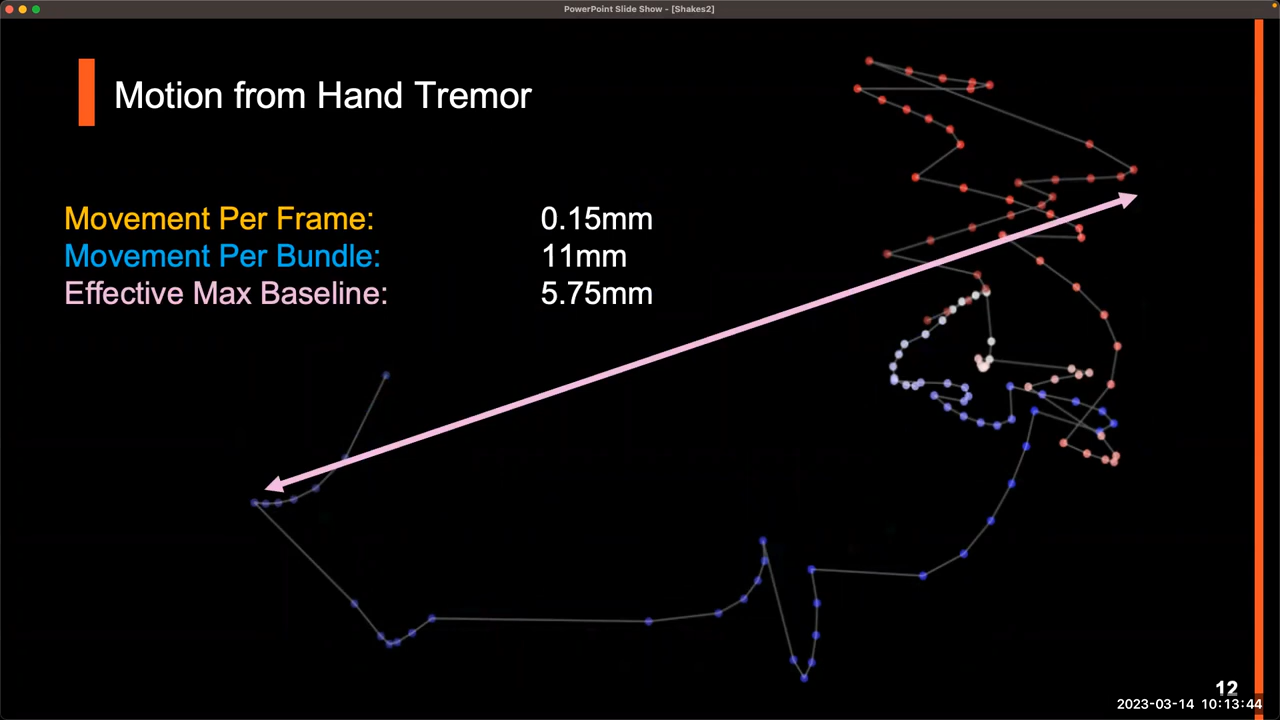 PowerPoint Slide Show - [Shakes2]
Motion from Hand Tremor
Movement Per Frame: 0.15mm
Movement Per Bundle: 11mm
Effective Max Baseline: 5.75mm
12
2023-03-14 10:13:44